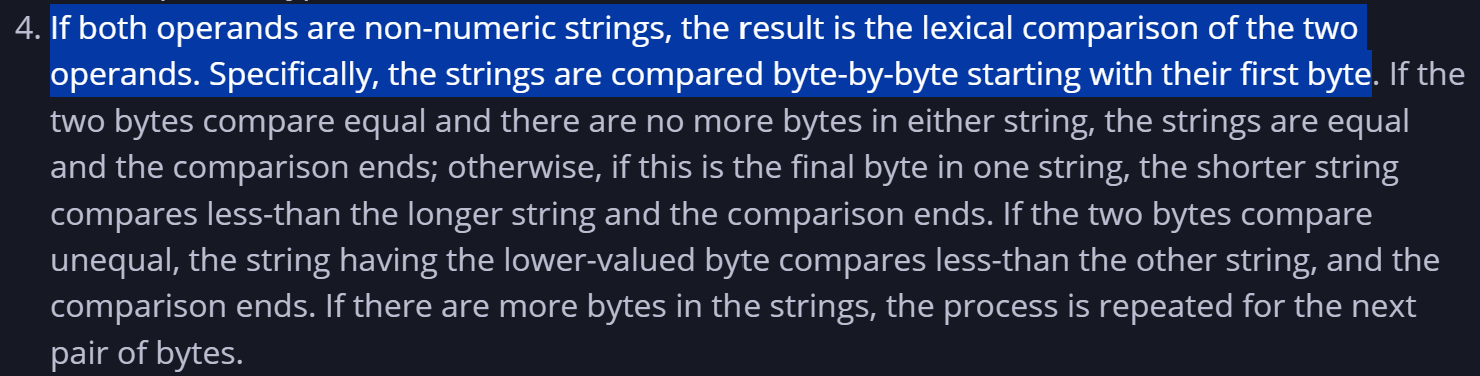 4. If both operands are non-numeric strings, the result is the lexical comparison of the two
operands. Specifically, the strings are compared byte-by-byte starting with their first byte. If the
two bytes compare equal and there are no more bytes in either string, the strings are equal
and the comparison ends; otherwise, if this is the final byte in one string, the shorter string
compares less-than the longer string and the comparison ends. If the two bytes compare
unequal, the string having the lower-valued byte compares less-than the other string, and the
comparison ends. If there are more bytes in the strings, the process is repeated for the next
pair of bytes.